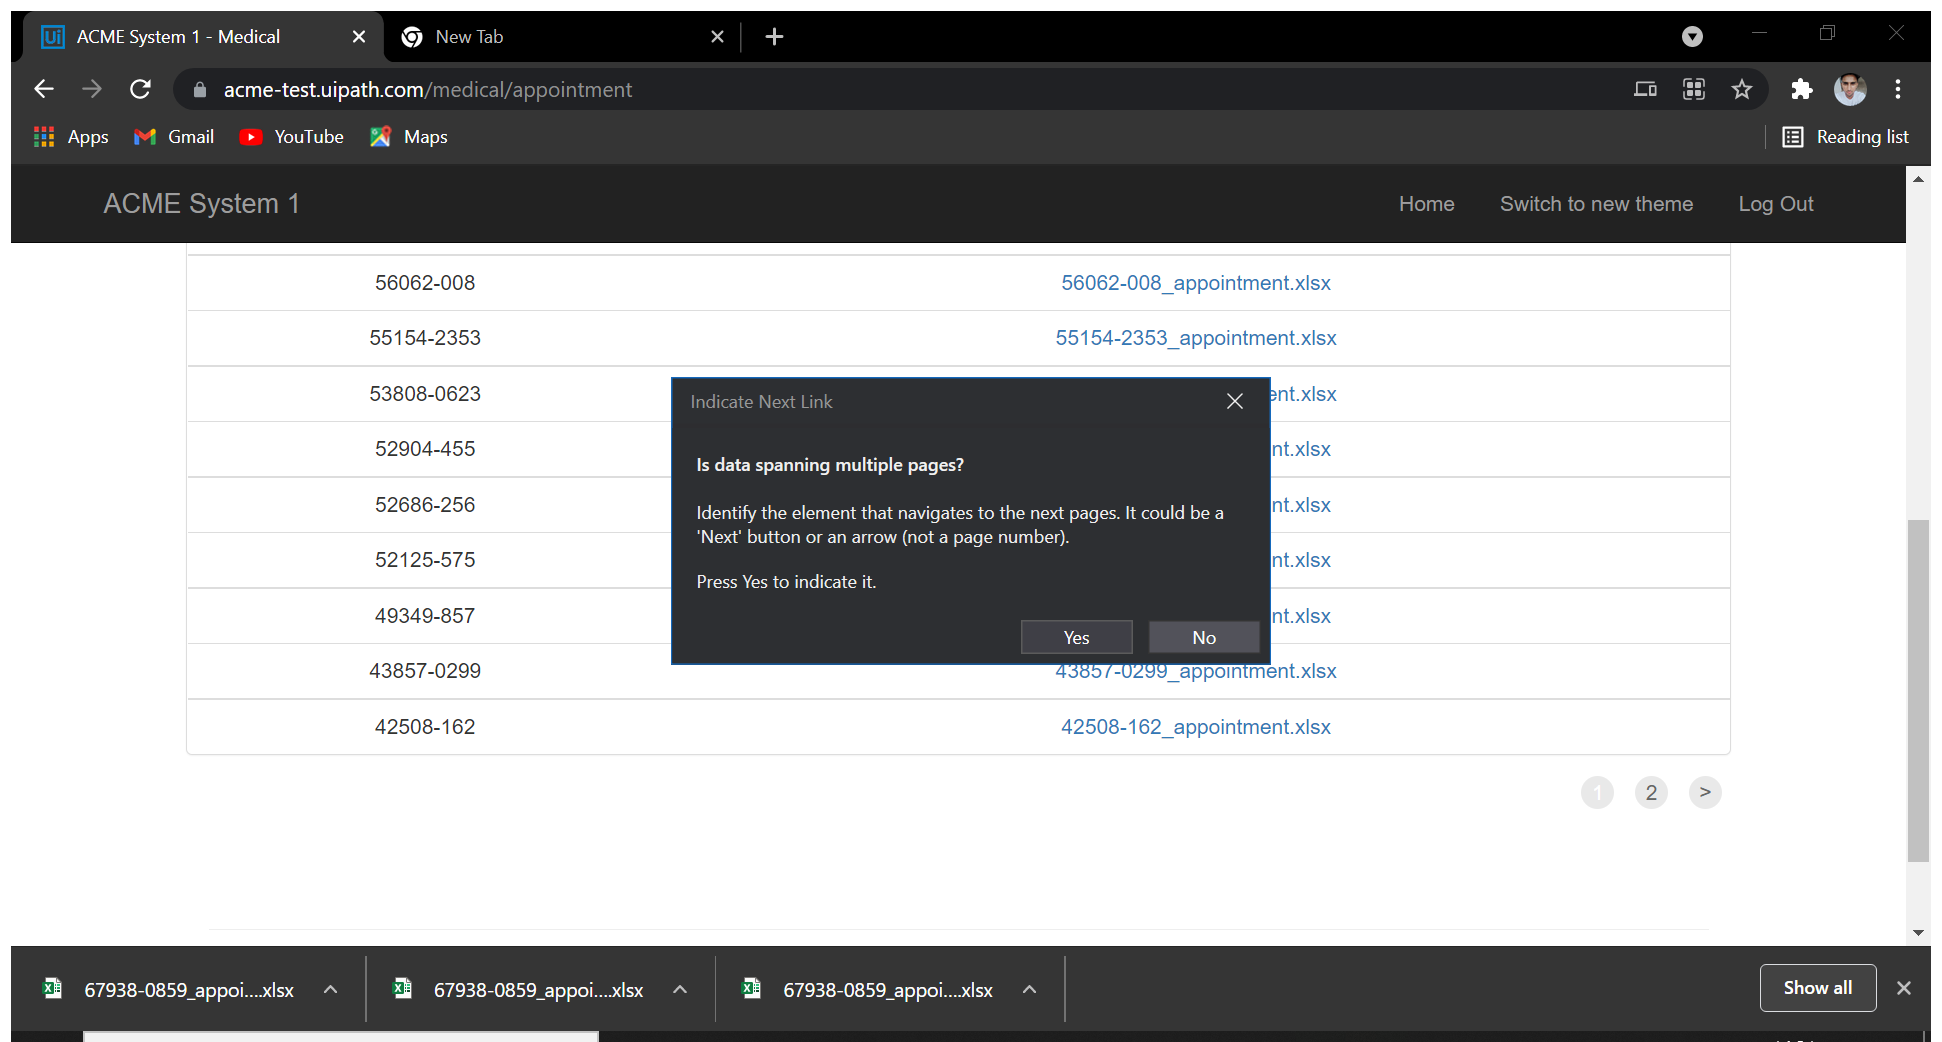 ACME System 1 - Medical
New Tab
acme-test.uipath.com/medical/appointment
Apps
Gmail
YouTube
Maps
Reading list
ACME System 1
Home
Switch to new theme
Log Out
56062-008 56062-008_appointment.xlsx
55154-2353 55154-2353_appointment.xlsx
53808-0623 ent.xlsx
52904-455 nt.xlsx
52686-256 nt.xlsx
52125-575 nt.xlsx
49349-857 nt.xlsx
43857-0299 43857-0299_appointment.xlsx
42508-162 42508-162_appointment.xlsx
Indicate Next Link
Is data spanning multiple pages?
Identify the element that navigates to the next pages. It could be a
'Next' button or an arrow (not a page number).
Press Yes to indicate it.
Yes
No
1 2 >
67938-0859_appoi....xlsx
67938-0859_appoi....xlsx
67938-0859_appoi....xlsx
Show all